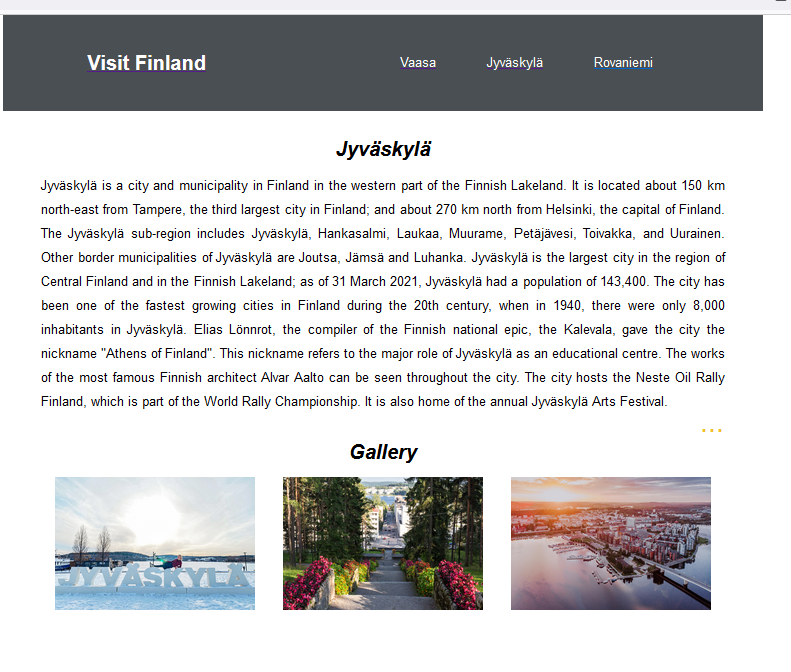 Visit Finland
Vaasa Jyväskylä Rovaniemi
Jyväskylä
Jyväskylä is a city and municipality in Finland in the western part of the Finnish Lakeland. It is located about 150 km
north-east from Tampere, the third largest city in Finland; and about 270 km north from Helsinki, the capital of Finland.
The Jyväskylä sub-region includes Jyväskylä, Hankasalmi, Laukaa, Muurame, Petäjävesi, Toivakka, and Uurainen.
Other border municipalities of Jyväskylä are Joutsa, Jämsä and Luhanka. Jyväskylä is the largest city in the region of
Central Finland and in the Finnish Lakeland; as of 31 March 2021, Jyväskylä had a population of 143,400. The city has
been one of the fastest growing cities in Finland during the 20th century, when in 1940, there were only 8,000
inhabitants in Jyväskylä. Elias Lönnrot, the compiler of the Finnish national epic, the Kalevala, gave the city the
nickname "Athens of Finland". This nickname refers to the major role of Jyväskylä as an educational centre. The works
of the most famous Finnish architect Alvar Aalto can be seen throughout the city. The city hosts the Neste Oil Rally
Finland, which is part of the World Rally Championship. It is also home of the annual Jyväskylä Arts Festival.
...
Gallery
JYVÄSKYLÄ